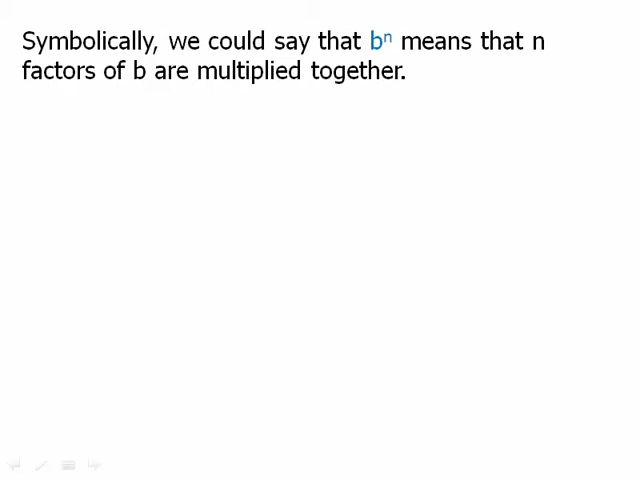 Symbolically, we could say that bⁿ means that n
factors of b are multiplied together.